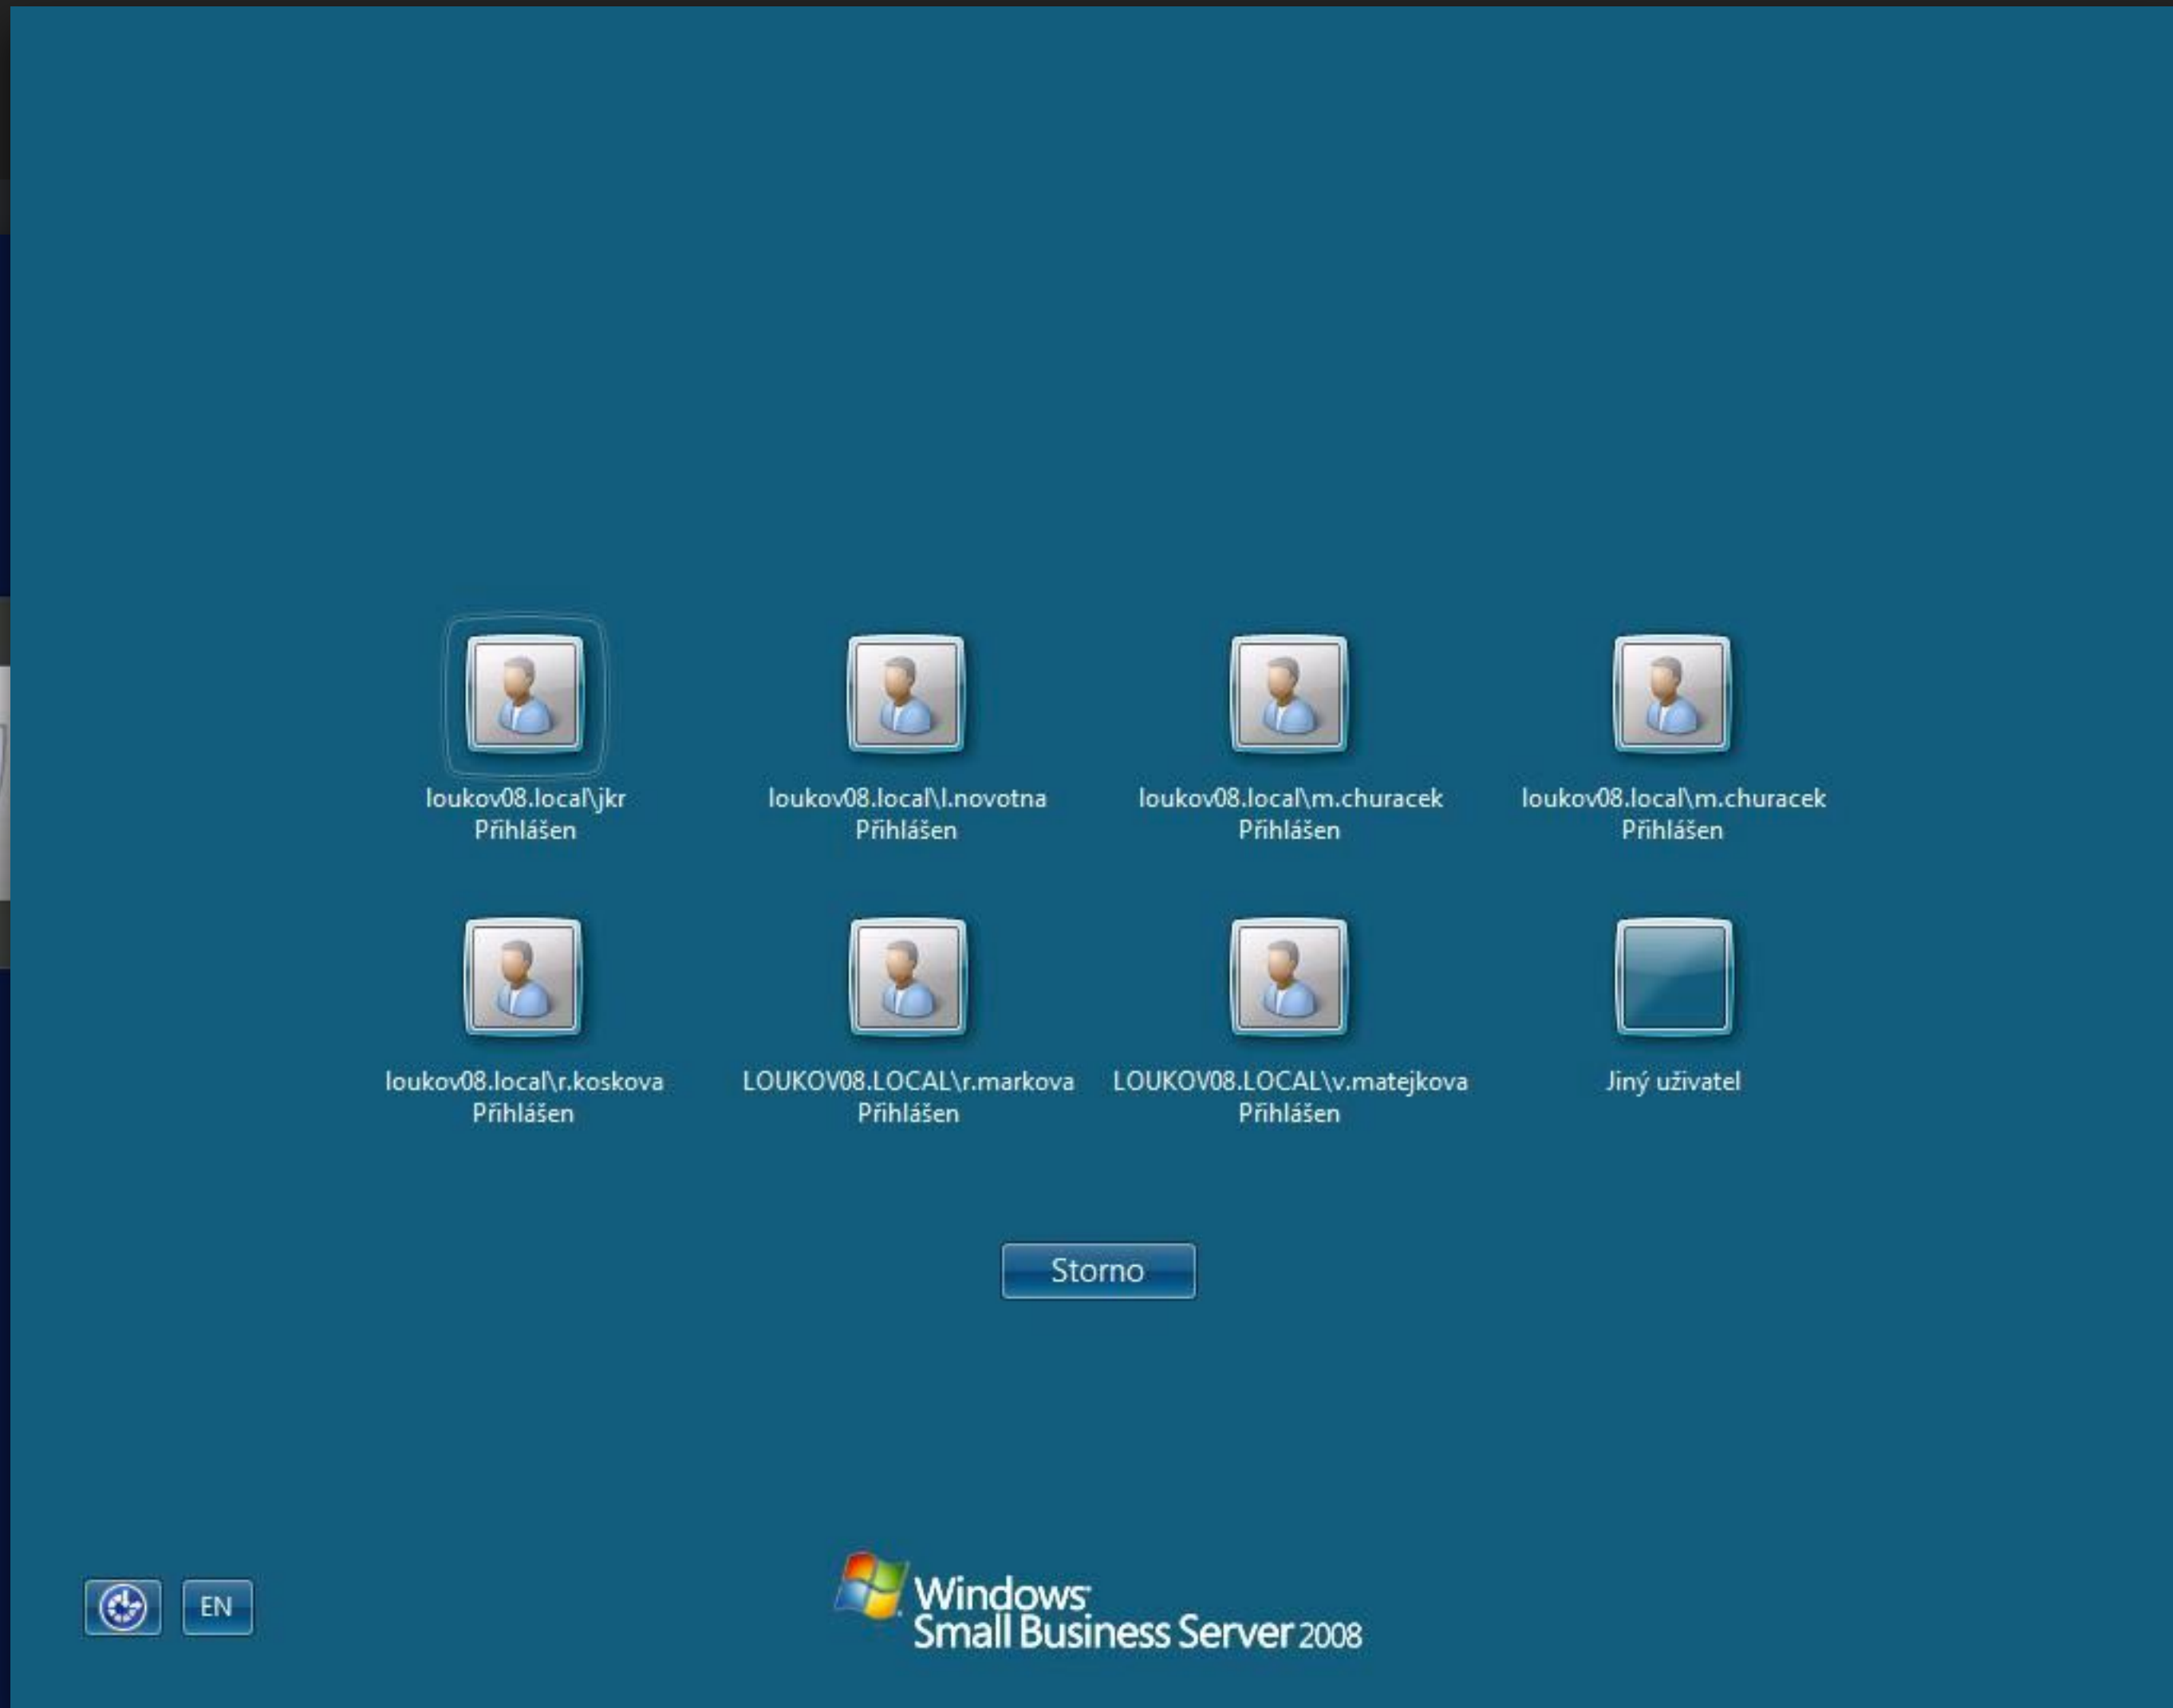 loukov08.local\jkr
Přihlášen
loukov08.local\l.novotna
Přihlášen
loukov08.local\m.churacek
Přihlášen
loukov08.local\m.churacek
Přihlášen
loukov08.local\r.koskova
Přihlášen
LOUKOV08.LOCAL\r.markova
Přihlášen
LOUKOV08.LOCAL\v.matejkova
Přihlášen
Jiný uživatel
Storno
EN
Windows
Small Business Server 2008